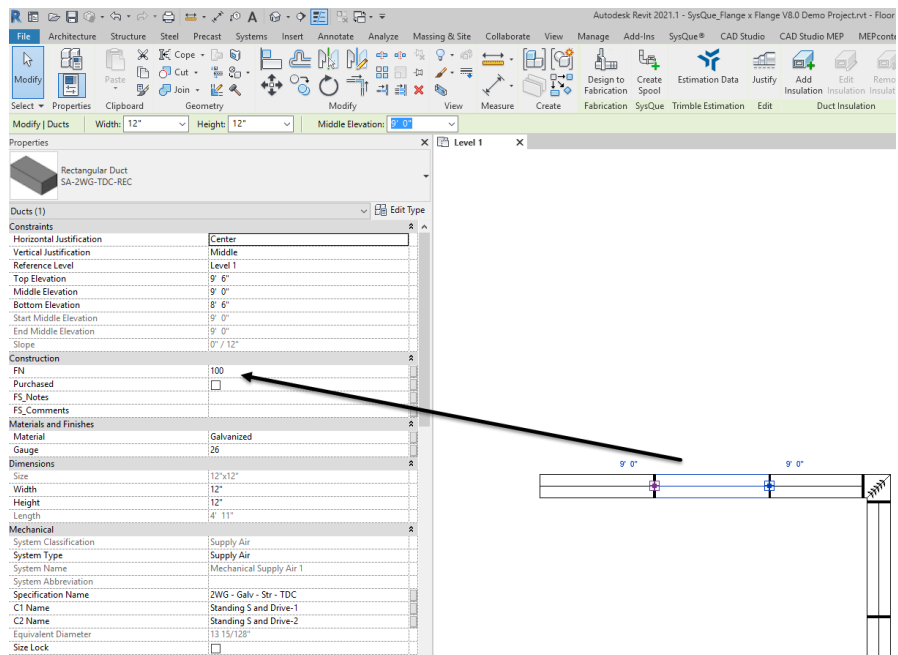 Autodesk Revit 2021.1 - SysQue_Flange x Flange V8.0 Demo Project.rvt - Floor
File Architecture Structure Steel Precast Systems Insert Annotate Analyze Massing & Site Collaborate View Manage Add-Ins SysQue® CAD Studio CAD Studio MEP MEPconte
Modify Paste Cope Cut Join Design to Fabrication Create Spool Estimation Data Justify Add Insulation Edit Insulation Remo Insulat
Select Properties Clipboard Geometry Modify View Measure Create Fabrication SysQue Trimble Estimation Edit Duct Insulation
Modify | Ducts Width: 12" Height: 12" Middle Elevation: 9' 0"
Properties Level 1
Rectangular Duct
SA-2WG-TDC-REC
Ducts (1) Edit Type
Constraints
Horizontal Justification Center
Vertical Justification Middle
Reference Level Level 1
Top Elevation 9' 6"
Middle Elevation 9' 0"
Bottom Elevation 8' 6"
Start Middle Elevation 9' 0"
End Middle Elevation 9' 0"
Slope 0" / 12"
Construction
FN 100
Purchased
FS_Notes
FS_Comments
Materials and Finishes
Material Galvanized
Gauge 26
Dimensions
Size 12"x12"
Width 12"
Height 12"
Length 4' 11"
Mechanical
System Classification Supply Air
System Type Supply Air
System Name Mechanical Supply Air 1
System Abbreviation
Specification Name 2WG - Galv - Str - TDC
C1 Name Standing S and Drive-1
C2 Name Standing S and Drive-2
Equivalent Diameter 13 15/128"
Size Lock
9' 0" 9' 0"